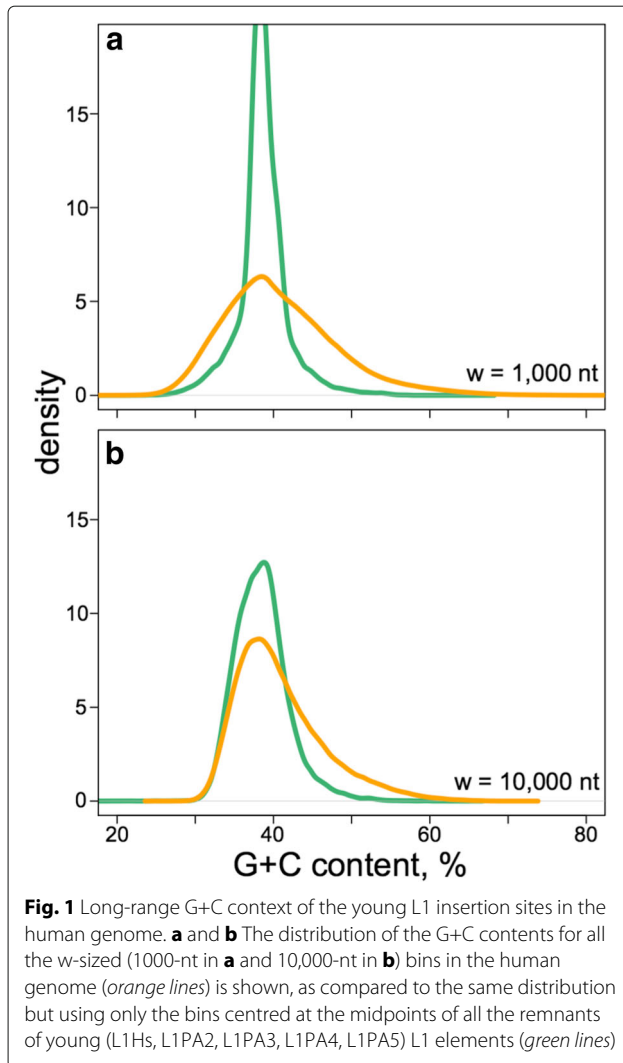 a
15
10
5
0
w = 1,000 nt
density
b
15
10
5
0
w = 10,000 nt
20 40 60 80
G+C content, %
Fig. 1 Long-range G+C context of the young L1 insertion sites in the
human genome. a and b The distribution of the G+C contents for all
the w-sized (1000-nt in a and 10,000-nt in b) bins in the human
genome (orange lines) is shown, as compared to the same distribution
but using only the bins centred at the midpoints of all the remnants
of young (L1Hs, L1PA2, L1PA3, L1PA4, L1PA5) L1 elements (green lines)